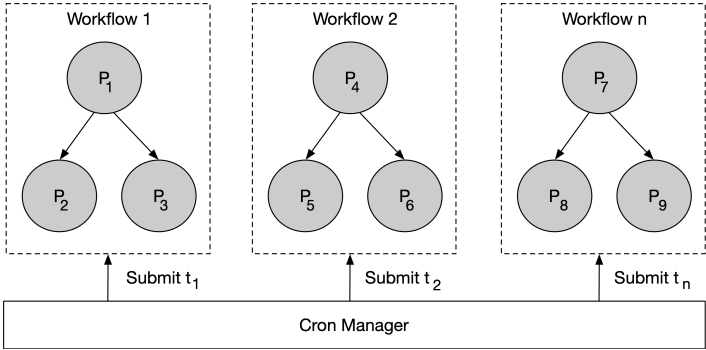 Workflow 1
Workflow 2
Workflow n
P1
P4
P7
P2
P3
P5
P6
P8
P9
Submit t1
Submit t2
Submit tn
Cron Manager